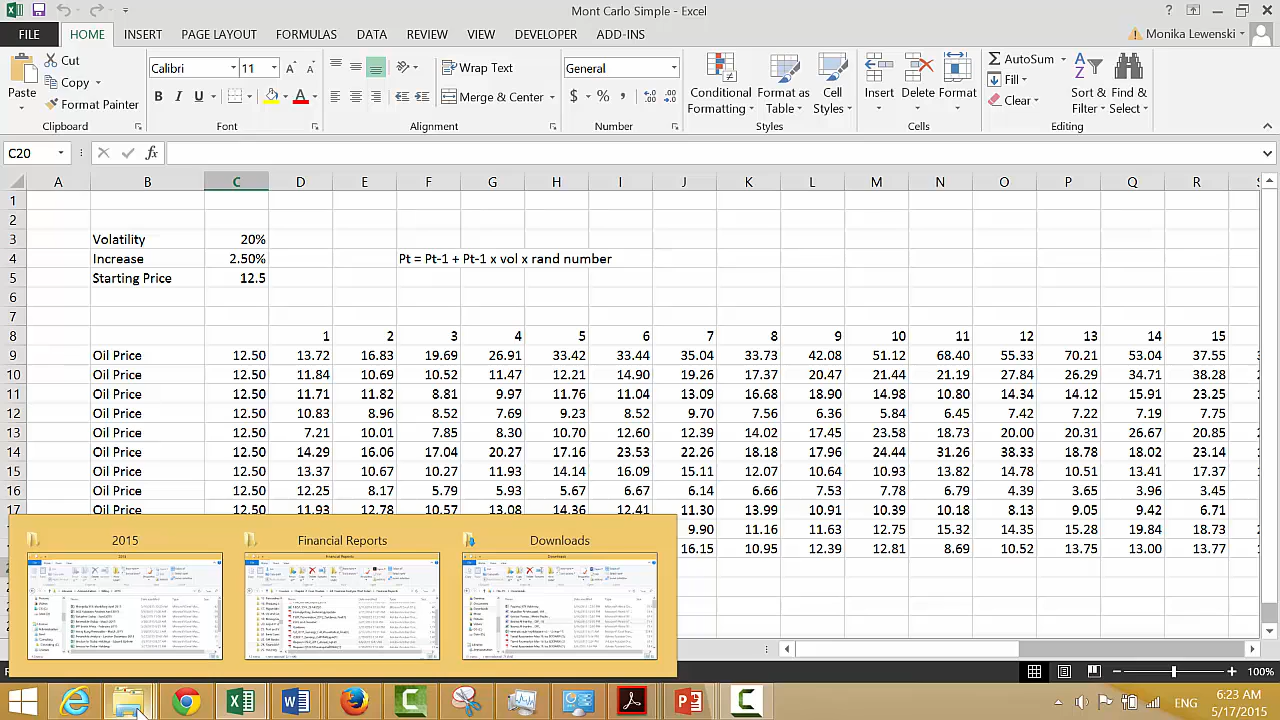 Mont Carlo Simple - Excel
FILE HOME INSERT PAGE LAYOUT FORMULAS DATA REVIEW VIEW DEVELOPER ADD-INS Monika Lewenski
Paste Cut Copy Format Painter
Calibri 11
B I U
Wrap Text
Merge & Center
General
$ %
Conditional Formatting Format as Table Cell Styles
Insert Delete Format
AutoSum Fill Clear
Sort & Filter Find & Select
Clipboard Font Alignment Number Styles Cells Editing
C20 fx
A B C D E F G H I J K L M N O P Q R
1
2
3 Volatility 20%
4 Increase 2.50% Pt = Pt-1 + Pt-1 x vol x rand number
5 Starting Price 12.5
6
7
8 1 2 3 4 5 6 7 8 9 10 11 12 13 14 15
9 Oil Price 12.50 13.72 16.83 19.69 26.91 33.42 33.44 35.04 33.73 42.08 51.12 68.40 55.33 70.21 53.04 37.55
10 Oil Price 12.50 11.84 10.69 10.52 11.47 12.21 14.90 19.26 17.37 20.47 21.44 21.19 27.84 26.29 34.71 38.28
11 Oil Price 12.50 11.71 11.82 8.81 9.97 11.76 11.04 13.09 16.68 18.90 14.98 10.80 14.34 14.12 15.91 23.25
12 Oil Price 12.50 10.83 8.96 8.52 7.69 9.23 8.52 9.70 7.56 6.36 5.84 6.45 7.42 7.22 7.19 7.75
13 Oil Price 12.50 7.21 10.01 7.85 8.30 10.70 12.60 12.39 14.02 17.45 23.58 18.73 20.00 20.31 26.67 20.85
14 Oil Price 12.50 14.29 16.06 17.04 20.27 17.16 23.53 22.26 18.18 17.96 24.44 31.26 38.33 18.78 18.02 23.14
15 Oil Price 12.50 13.37 10.67 10.27 11.93 14.14 16.09 15.11 12.07 10.64 10.93 13.82 14.78 10.51 13.41 17.37
16 Oil Price 12.50 12.25 8.17 5.79 5.93 5.67 6.67 6.14 6.66 7.53 7.78 6.79 4.39 3.65 3.96 3.45
17 Oil Price 12.50 11.93 12.78 10.57 13.08 14.36 12.41 11.30 13.99 10.91 10.39 10.18 8.13 9.05 9.42 6.71
9.90 11.16 11.63 12.75 15.32 14.35 15.28 19.84 18.73
16.15 10.95 12.39 12.81 8.69 10.52 13.75 13.00 13.77
2015 Financial Reports Downloads
100%
ENG
6:23 AM
5/17/2015